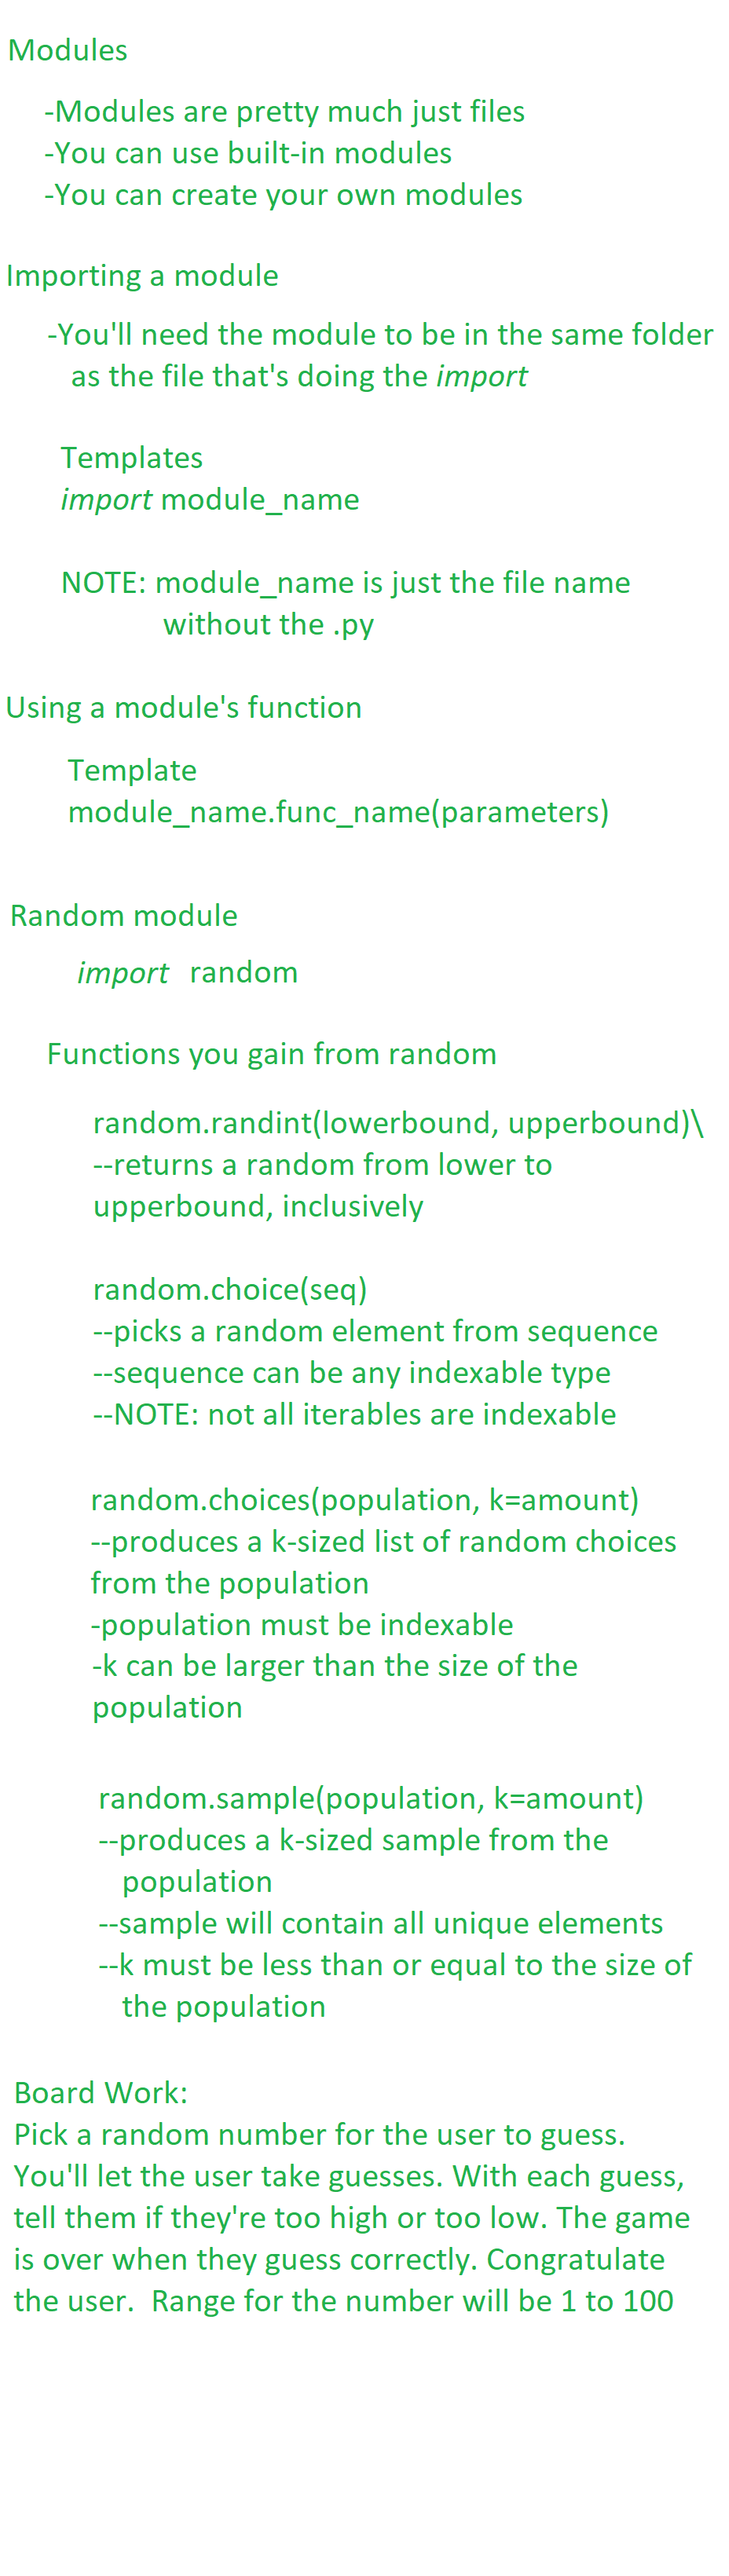 Modules
-Modules are pretty much just files
-You can use built-in modules
-You can create your own modules
Importing a module
-You'll need the module to be in the same folder
as the file that's doing the import
Templates
import module_name
NOTE: module_name is just the file name
without the .py
Using a module's function
Template
module_name.func_name(parameters)
Random module
import random
Functions you gain from random
random.randint(lowerbound, upperbound)\
--returns a random from lower to
upperbound, inclusively
random.choice(seq)
--picks a random element from sequence
--sequence can be any indexable type
--NOTE: not all iterables are indexable
random.choices(population, k=amount)
--produces a k-sized list of random choices
from the population
-population must be indexable
-k can be larger than the size of the
population
random.sample(population, k=amount)
--produces a k-sized sample from the
population
--sample will contain all unique elements
--k must be less than or equal to the size of
the population
Board Work:
Pick a random number for the user to guess.
You'll let the user take guesses. With each guess,
tell them if they're too high or too low. The game
is over when they guess correctly. Congratulate
the user.  Range for the number will be 1 to 100